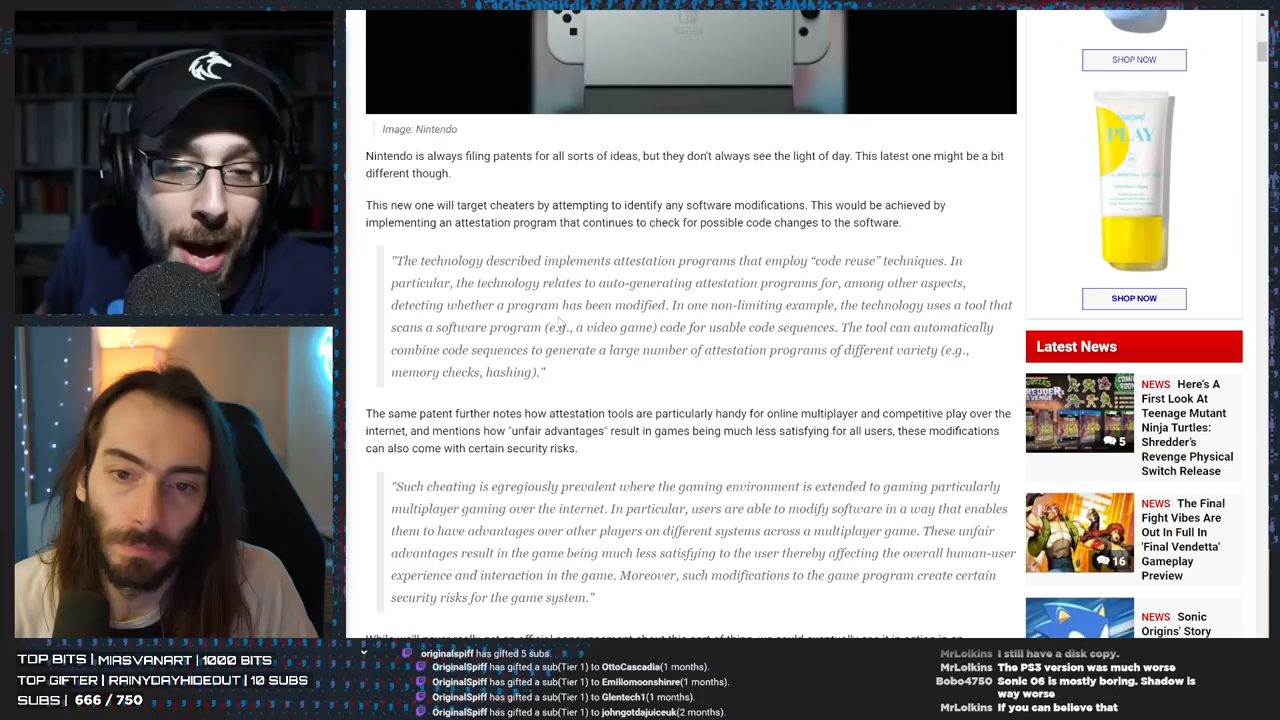 Image: Nintendo
Nintendo is always filing patents for all sorts of ideas, but they don't always see the light of day. This latest one might be a bit
different though.
This new one will target cheaters by attempting to identify any software modifications. This would be achieved by
implementing an attestation program that continues to check for possible code changes to the software.
"The technology described implements attestation programs that employ “code reuse” techniques. In
particular, the technology relates to auto-generating attestation programs for, among other aspects,
detecting whether a program has been modified. In one non-limiting example, the technology uses a tool that
scans a software program (e.g., a video game) code for usable code sequences. The tool can automatically
combine code sequences to generate a large number of attestation programs of different variety (e.g.,
memory checks, hashing)."
The same patent further notes how attestation tools are particularly handy for online multiplayer and competitive play over the
internet, and mentions how "unfair advantages" result in games being much less satisfying for all users, these modifications
can also come with certain security risks.
"Such cheating is egregiously prevalent where the gaming environment is extended to gaming particularly
multiplayer gaming over the internet. In particular, users are able to modify software in a way that enables
them to have advantages over other players on different systems across a multiplayer game. These unfair
advantages result in the game being much less satisfying to the user thereby affecting the overall human-user
experience and interaction in the game. Moreover, such modifications to the game program create certain
security risks for the game system."
SHOP NOW
PLAY
SHOP NOW
Latest News
NEWS Here's A
First Look At
Teenage Mutant
Ninja Turtles:
Shredder's
Revenge Physical
Switch Release
5
NEWS The Final
Fight Vibes Are
Out In Full In
'Final Vendetta'
Gameplay
Preview
16
NEWS Sonic
Origins' Story
TOP BITS | MIASVANART | 1000 BITS
TOP GIFTER | RAINYDAYHIDEOUT | 10 SUBS
SUBS | 666 / 750
originalSpiff has gifted 5 subs.
OriginalSpiff has gifted a sub(Tier 1) to OttoCascadia(1 months).
OriginalSpiff has gifted a sub(Tier 1) to Emiliomoonshire(1 months).
OriginalSpiff has gifted a sub(Tier 1) to Glentech1(1 months).
OriginalSpiff has gifted a sub(Tier 1) to johngotdajuiceuk(2 months).
i still have a disk copy.
MrLolkins The PS3 version was much worse
Bobo4750 Sonic 06 is mostly boring. Shadow is
way worse
MrLolkins If you can believe that